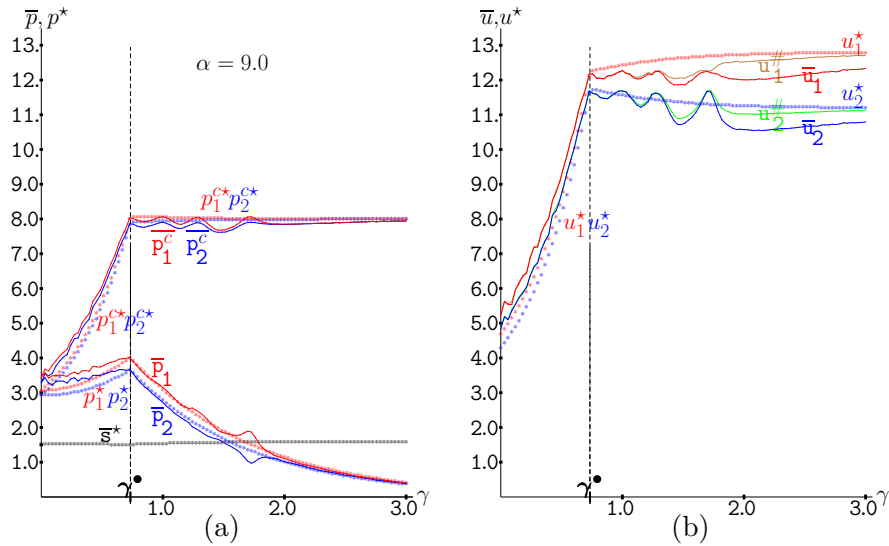 p̅, p⋆
13.
12.
11.
10.
9.0
8.0
7.0
6.0
5.0
4.0
3.0
2.0
1.0
α = 9.0
p₁ᶜ⋆ p₂ᶜ⋆
p̅₁ᶜ p̅₂ᶜ
p₁ᶜ⋆ p₂ᶜ⋆
p̅₁
p₁⋆ p₂⋆
p̅₂
s̅⋆
γ●
1.0
2.0
3.0
γ
(a)
u̅, u⋆
13.
12.
11.
10.
9.0
8.0
7.0
6.0
5.0
4.0
3.0
2.0
1.0
u₁⋆
u₁#
u̅₁
u₂⋆
u₂#
u̅₂
u₁⋆ u₂⋆
γ●
1.0
2.0
3.0
γ
(b)